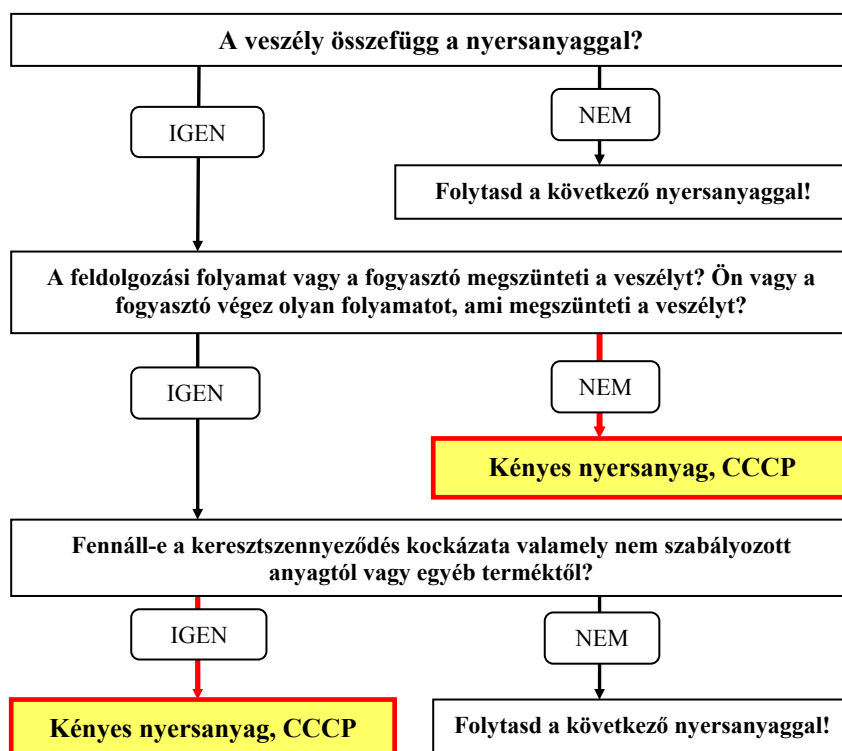 A veszély összefügg a nyersanyaggal?
IGEN
NEM
Folytasd a következő nyersanyaggal!
A feldolgozási folyamat vagy a fogyasztó megszünteti a veszélyt? Ön vagy a
fogyasztó végez olyan folyamatot, ami megszünteti a veszélyt?
IGEN
NEM
Kényes nyersanyag, CCCP
Fennáll-e a keresztszennyeződés kockázata valamely nem szabályozott
anyagtól vagy egyéb terméktől?
IGEN
NEM
Kényes nyersanyag, CCCP
Folytasd a következő nyersanyaggal!